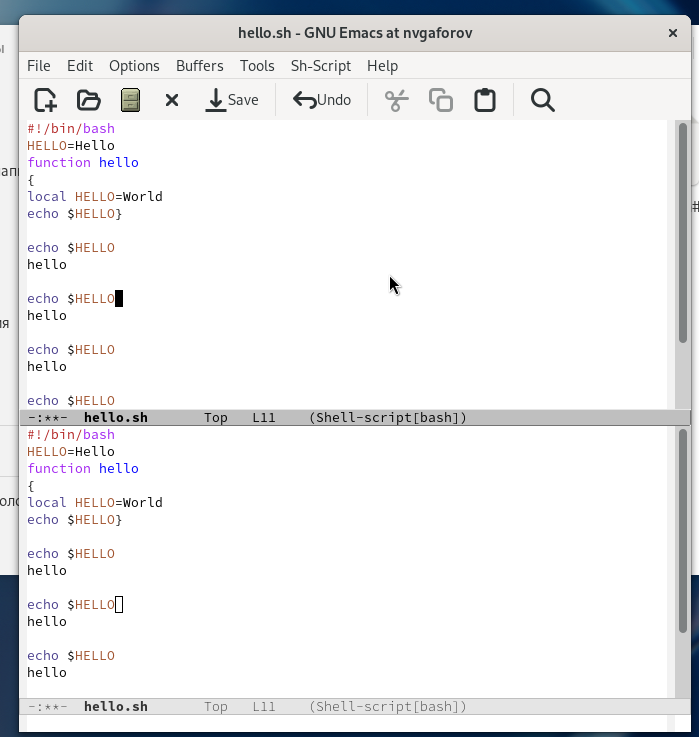 ы
hello.sh - GNU Emacs at nvgaforov
File Edit Options Buffers Tools Sh-Script Help
Save Undo
#!/bin/bash
HELLO=Hello
function hello
{
local HELLO=World
echo $HELLO}
echo $HELLO
hello
echo $HELLO
hello
echo $HELLO
hello
echo $HELLO
-:**- hello.sh Top L11 (Shell-script[bash])
#!/bin/bash
HELLO=Hello
function hello
{
local HELLO=World
echo $HELLO}
echo $HELLO
hello
echo $HELLO
hello
echo $HELLO
hello
-:**- hello.sh Top L11 (Shell-script[bash])
#